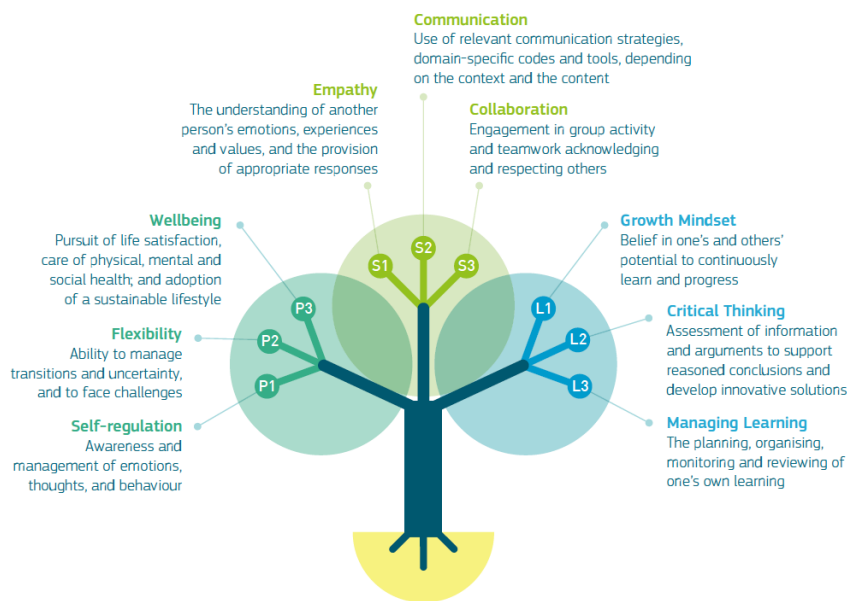 Communication
Use of relevant communication strategies,
domain-specific codes and tools, depending
on the context and the content
Empathy
The understanding of another
person's emotions, experiences
and values, and the provision
of appropriate responses
Collaboration
Engagement in group activity
and teamwork acknowledging
and respecting others
Wellbeing
Pursuit of life satisfaction,
care of physical, mental and
social health; and adoption
of a sustainable lifestyle
Flexibility
Ability to manage
transitions and uncertainty,
and to face challenges
Self-regulation
Awareness and
management of emotions,
thoughts, and behaviour
P1
P2
P3
S1
S2
S3
L1
L2
L3
Growth Mindset
Belief in one's and others'
potential to continuously
learn and progress
Critical Thinking
Assessment of information
and arguments to support
reasoned conclusions and
develop innovative solutions
Managing Learning
The planning, organising,
monitoring and reviewing of
one's own learning